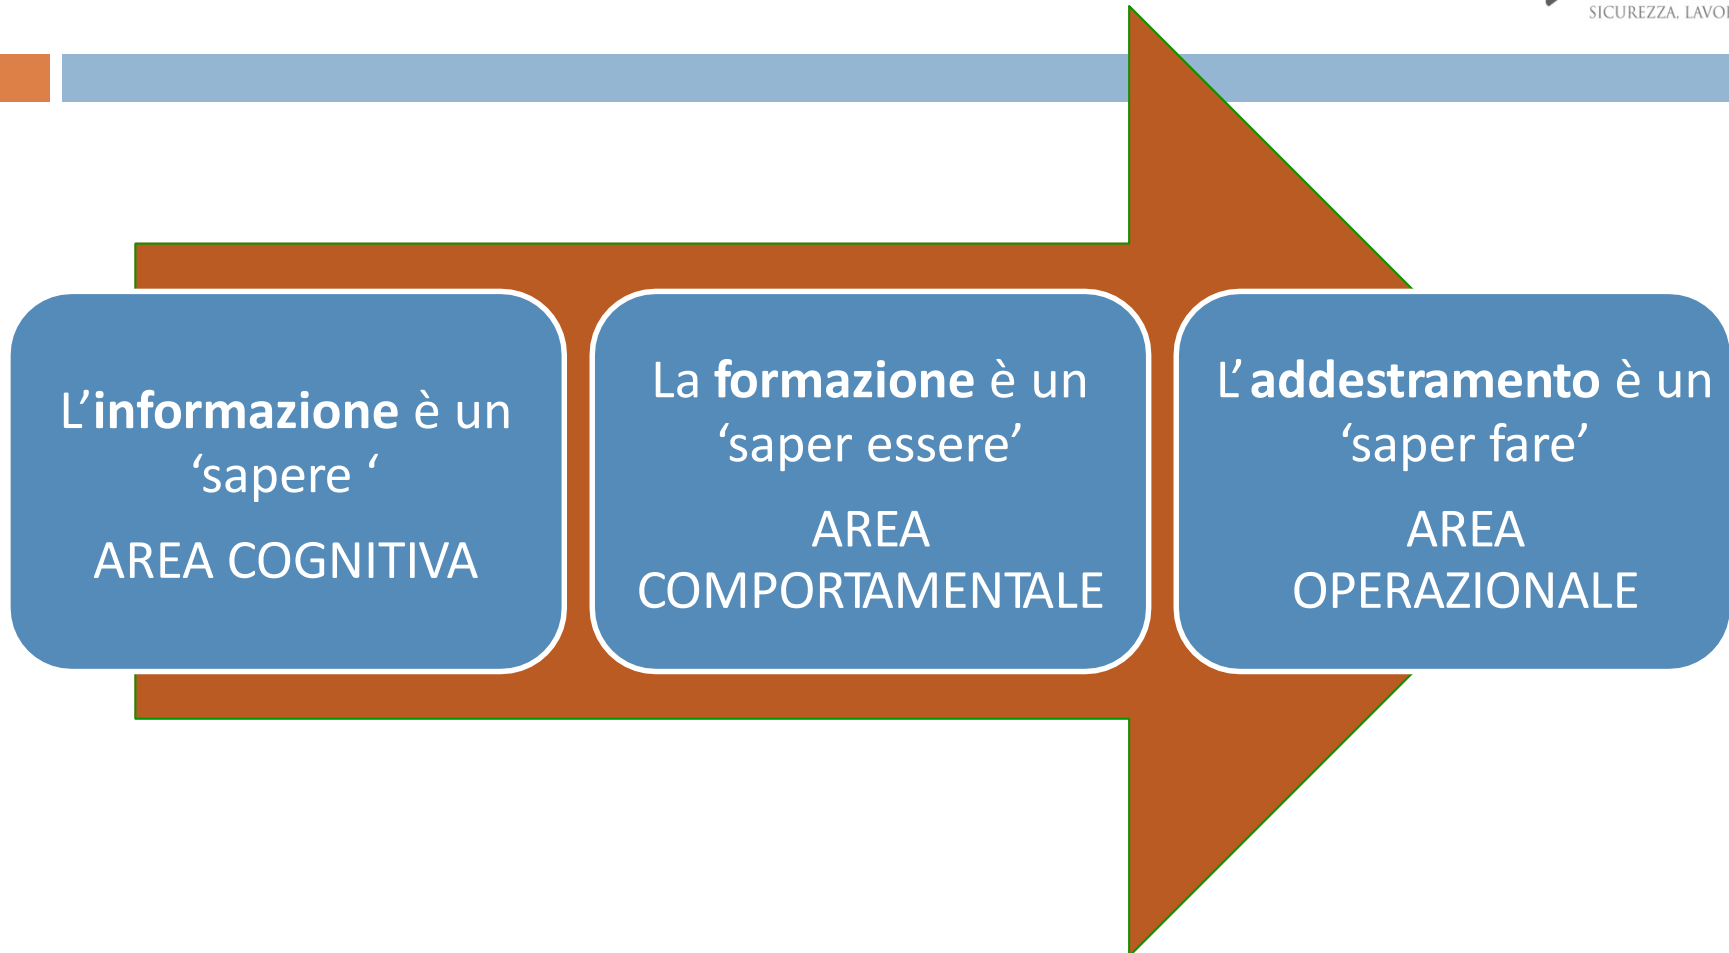 SICUREZZA, LAVOR
L’informazione è un
‘sapere ‘
AREA COGNITIVA
La formazione è un
‘saper essere’
AREA
COMPORTAMENTALE
L’addestramento è un
‘saper fare’
AREA
OPERAZIONALE